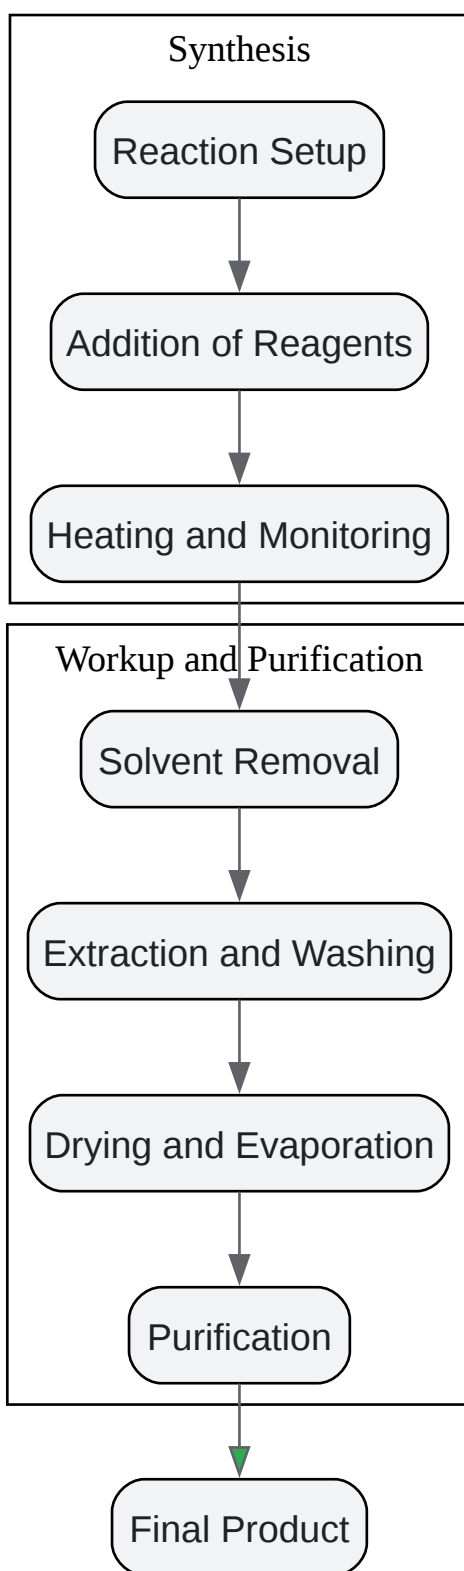 Synthesis
Reaction Setup
Addition of Reagents
Heating and Monitoring
Workup and Purification
Solvent Removal
Extraction and Washing
Drying and Evaporation
Purification
Final Product